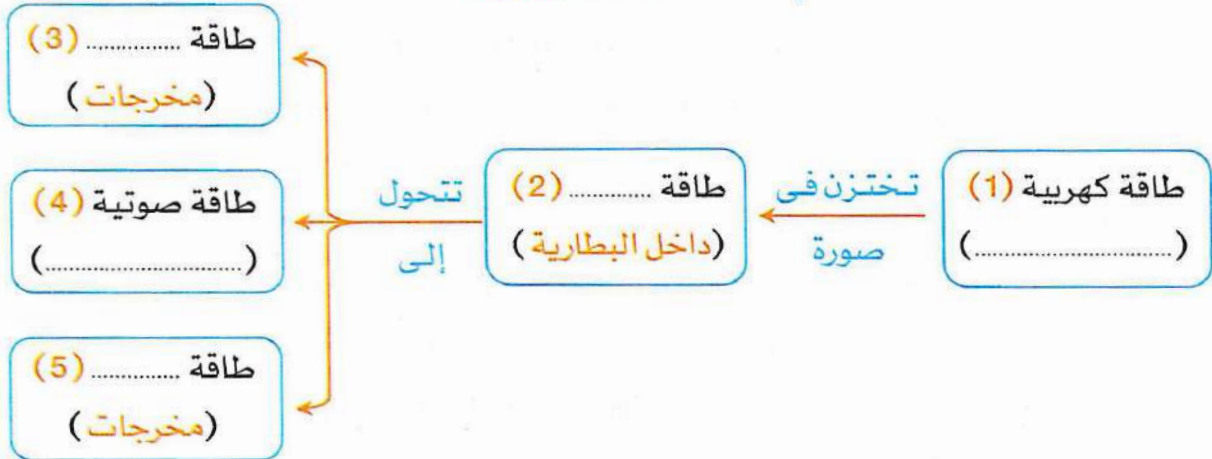 طاقة كهربية (1)
(..............................)
تختزن فى
صورة
طاقة ........... (2)
(داخل البطارية)
تتحول
إلى
طاقة .............. (3)
(مخرجات)
طاقة صوتية (4)
(..............................)
طاقة .............. (5)
(مخرجات)